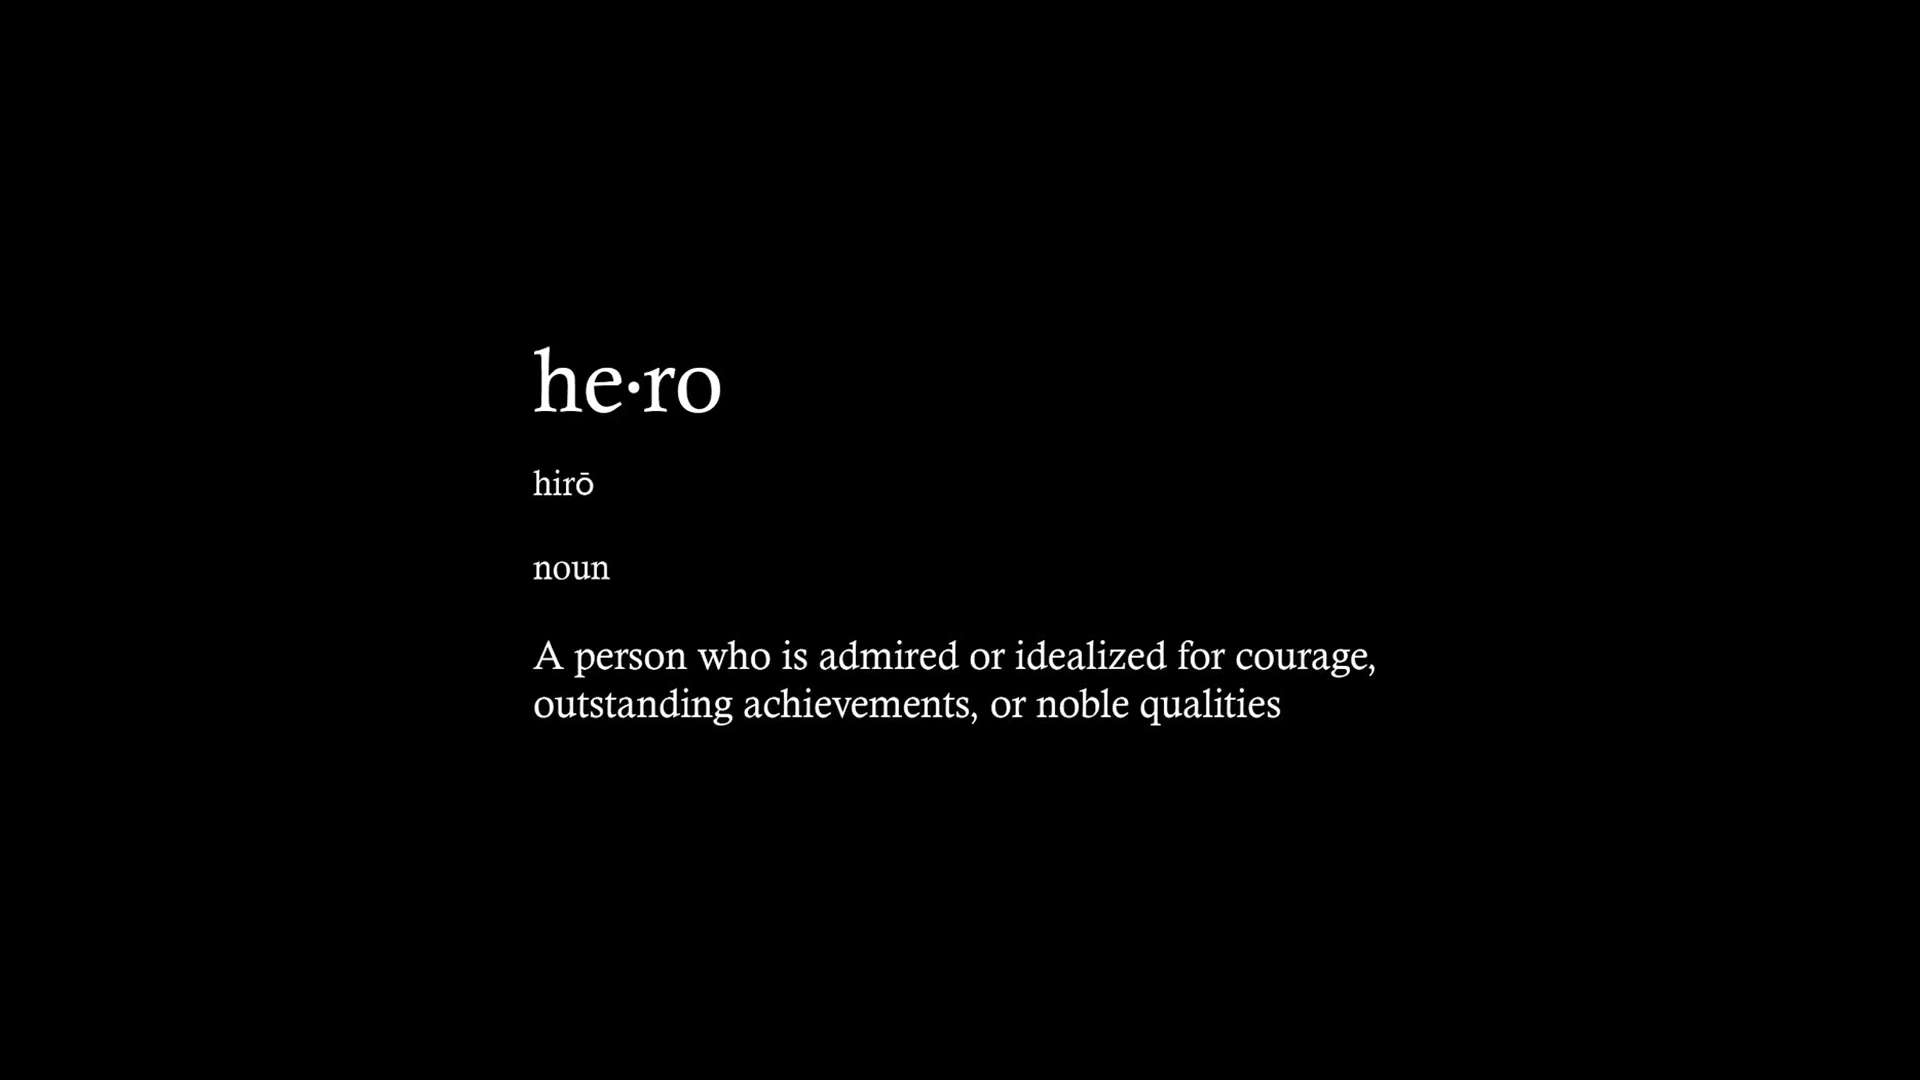 he·ro
hirō
noun
A person who is admired or idealized for courage,
outstanding achievements, or noble qualities